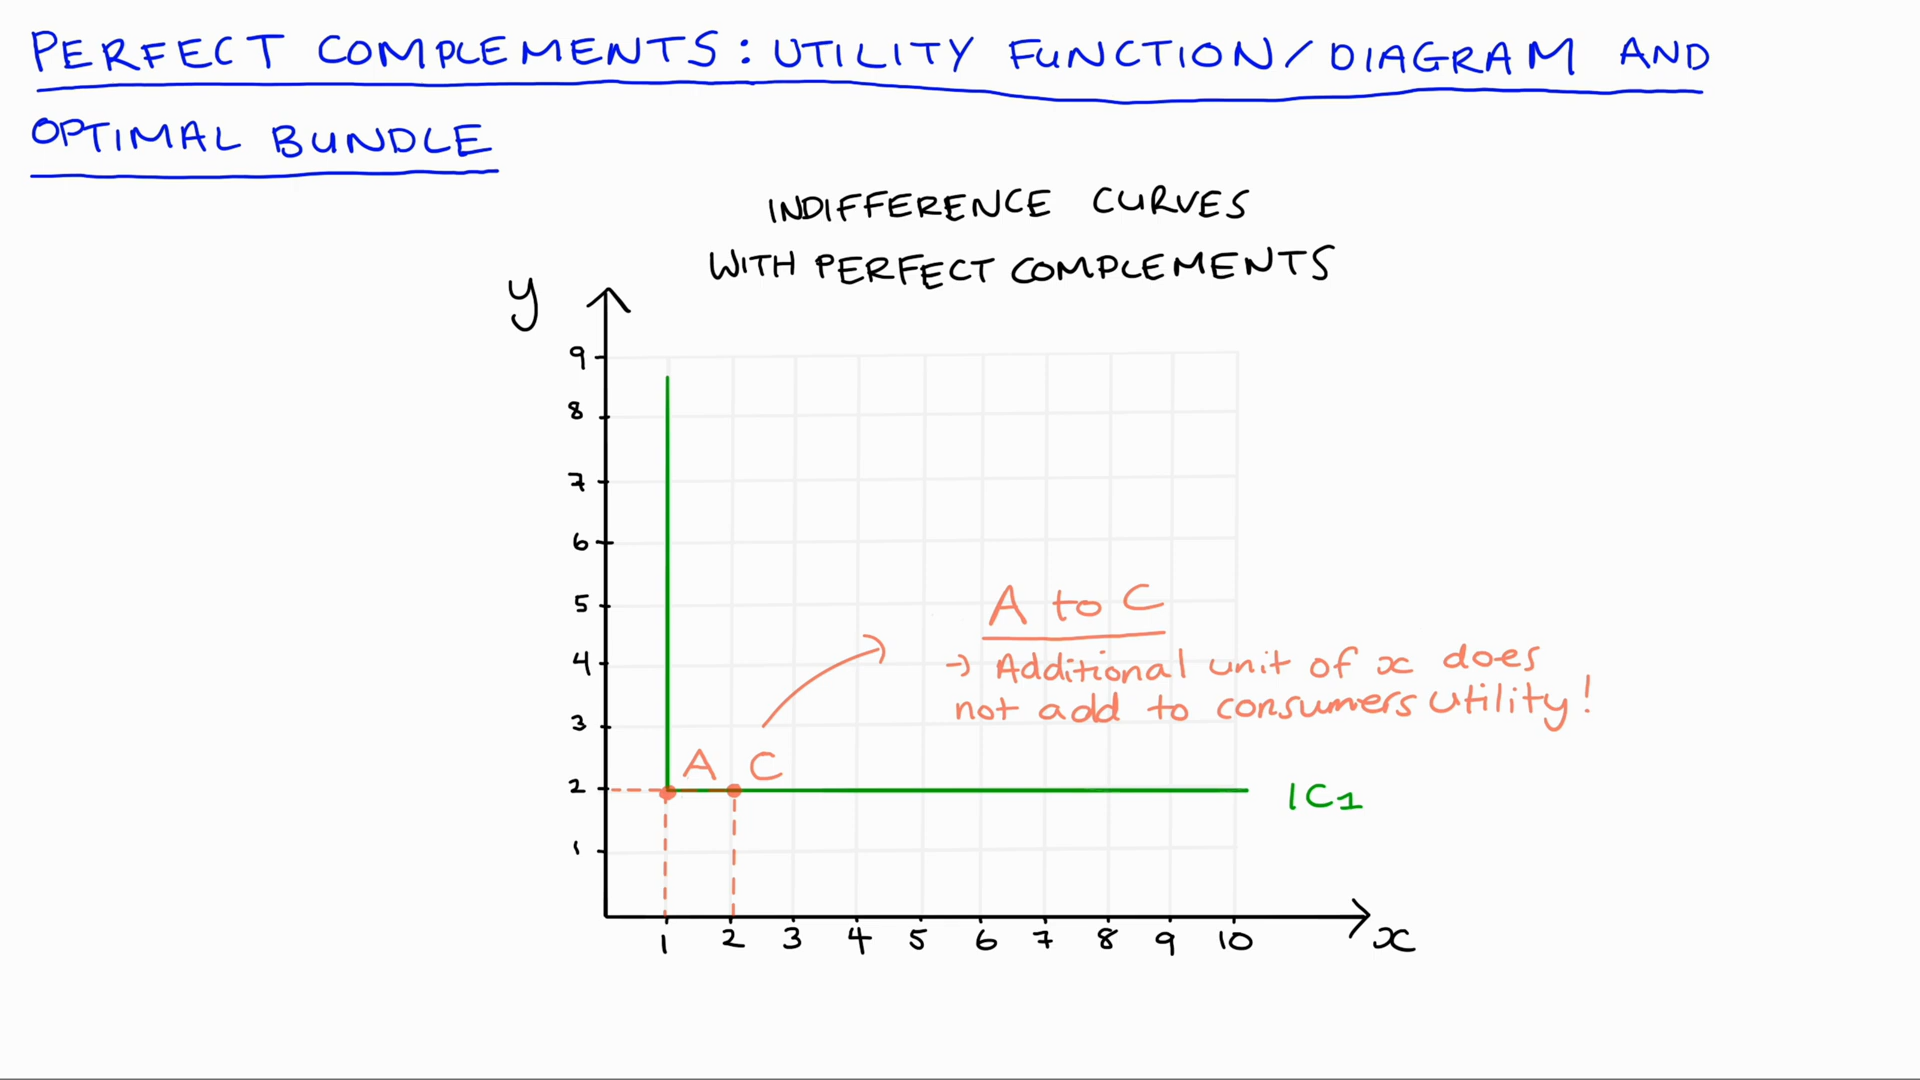 PERFECT COMPLEMENTS: UTILITY FUNCTION/DIAGRAM AND
OPTIMAL BUNDLE
INDIFFERENCE CURVES
WITH PERFECT COMPLEMENTS
y
9
8
7
6
5
4
3
2
1
A to C
→ Additional unit of x does
not add to consumers utility!
A C
IC1
1 2 3 4 5 6 7 8 9 10
x